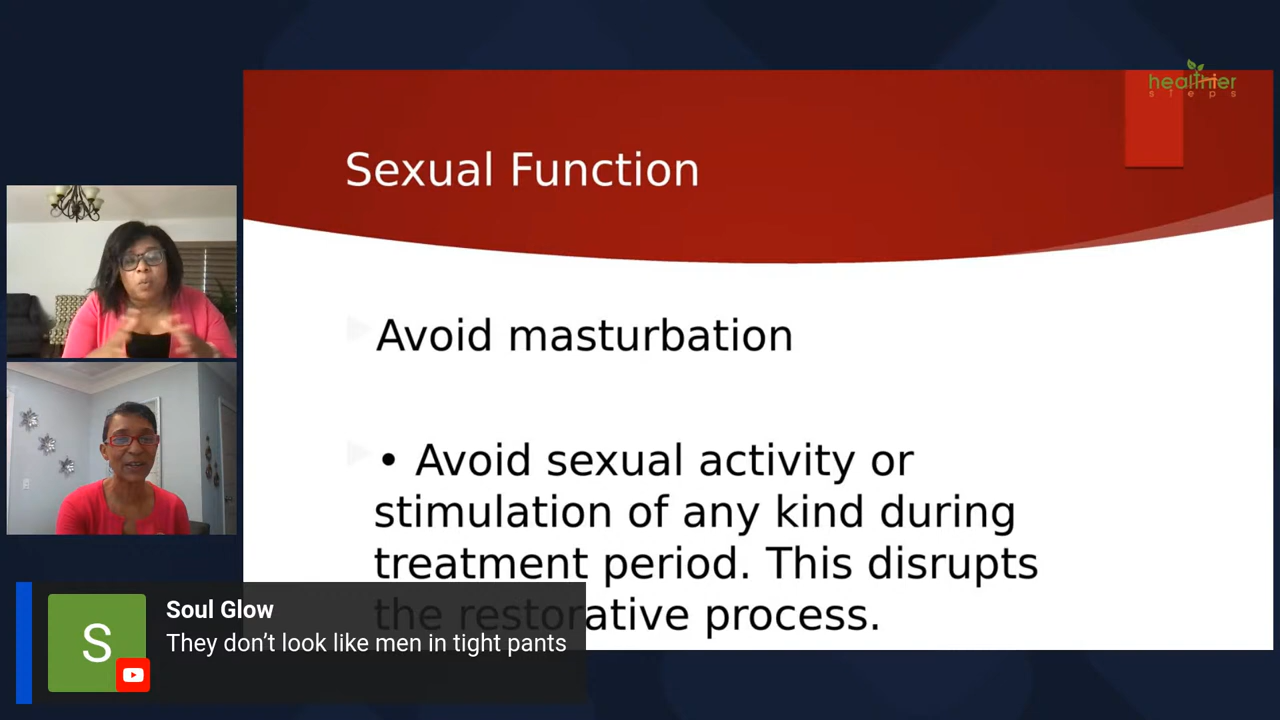 healthier
steps
Sexual Function
Avoid masturbation
• Avoid sexual activity or
stimulation of any kind during
treatment period. This disrupts
the restorative process.
S
Soul Glow
They don’t look like men in tight pants